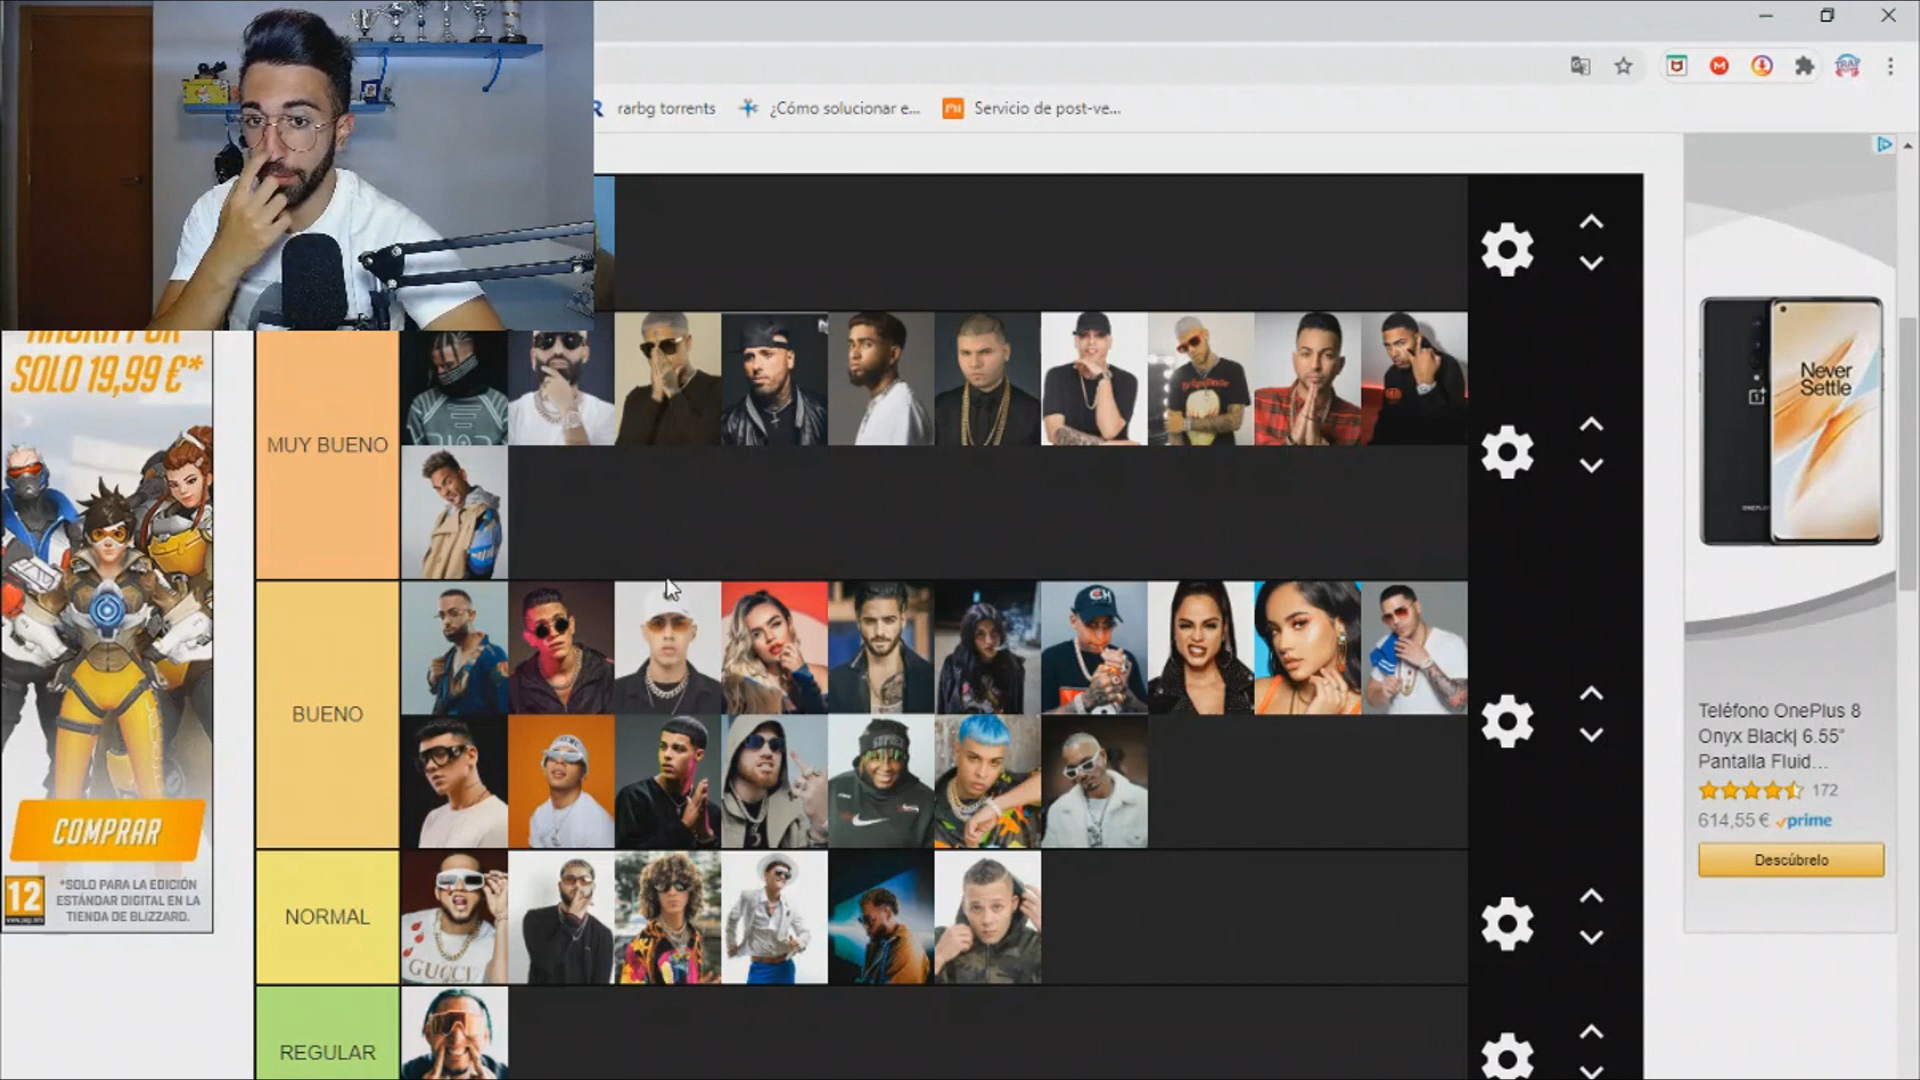 rarbg torrents
¿Cómo solucionar e...
Servicio de post-ve...
AHORA POR
SOLO 19,99 €*
COMPRAR
12
*SOLO PARA LA EDICIÓN
ESTÁNDAR DIGITAL EN LA
TIENDA DE BLIZZARD.
MUY BUENO
BUENO
NORMAL
GUCCI
REGULAR
Never
Settle
Teléfono OnePlus 8
Onyx Black| 6.55"
Pantalla Fluid...
172
614,55 € prime
Descúbrelo